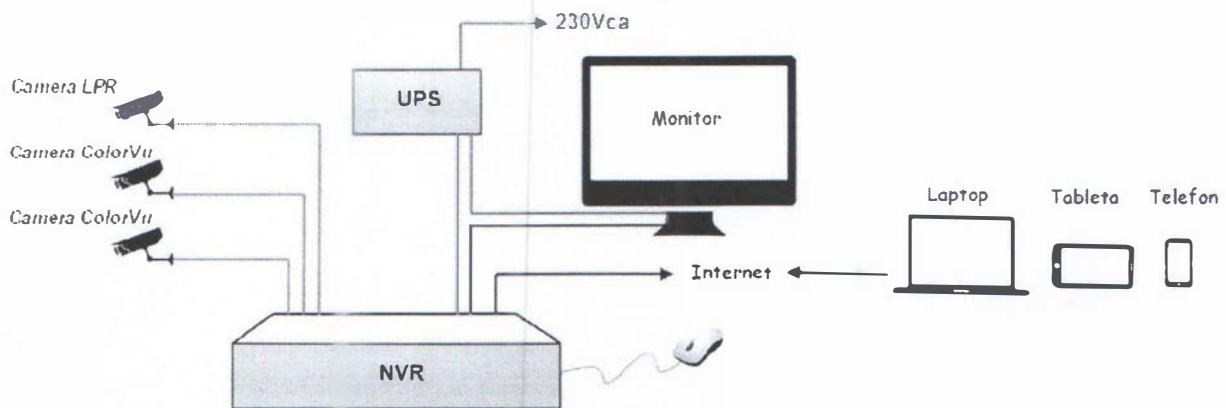 230Vca
Camera LPR
UPS
Monitor
Camera ColorVu
Camera ColorVu
Laptop Tableta Telefon
Internet
NVR